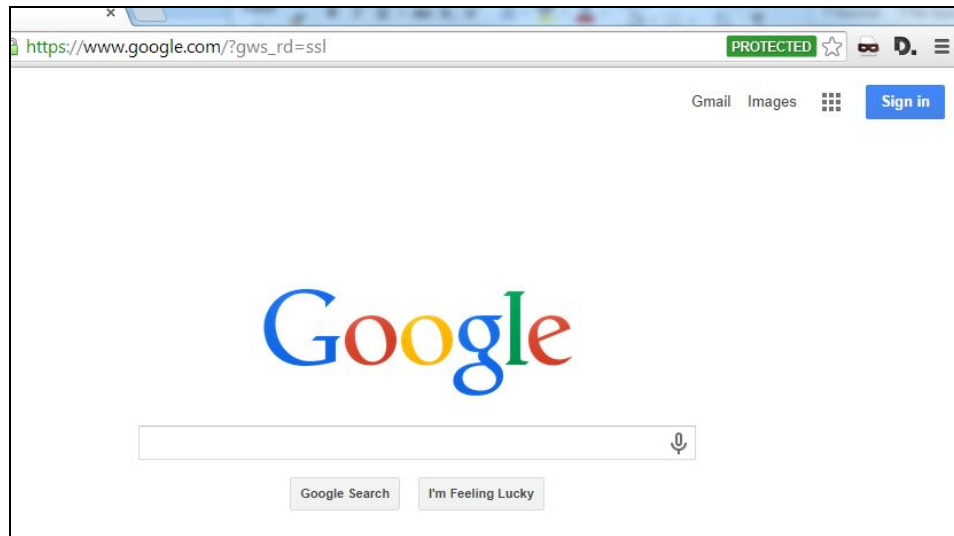 https://www.google.com/?gws_rd=ssl PROTECTED D.
Gmail Images Sign in
Google
Google Search I'm Feeling Lucky